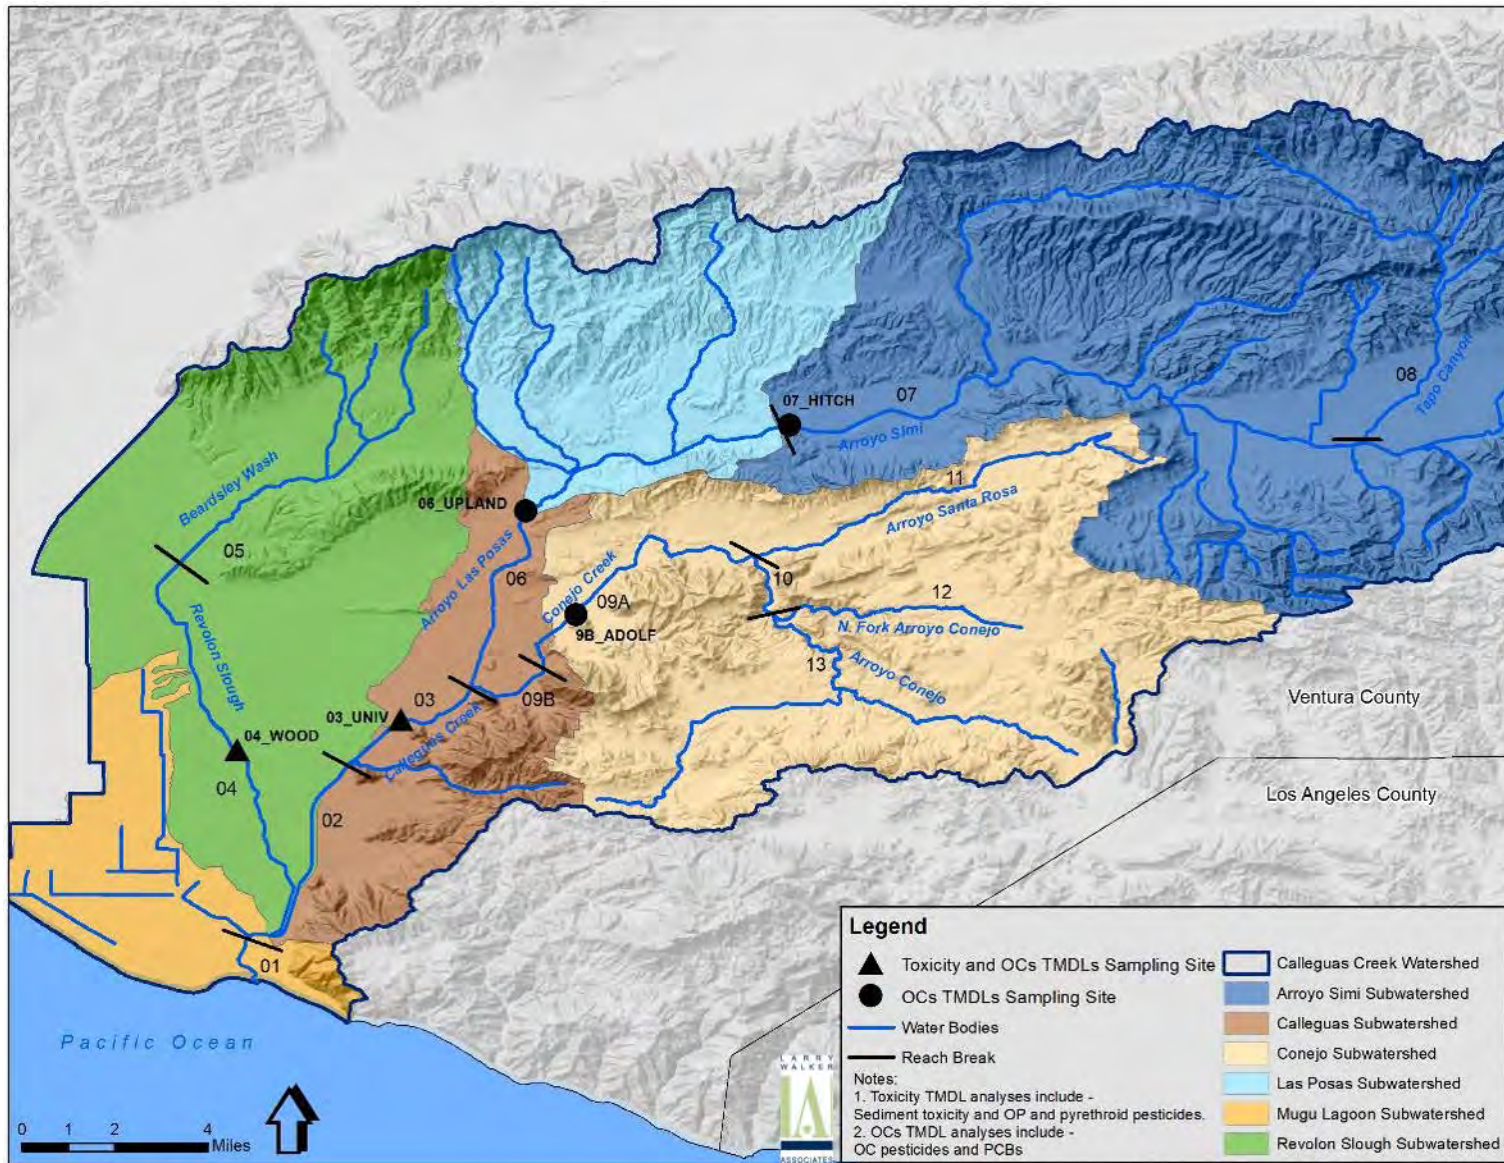 08
Tapo Canyon
07
07_HITCH
Arroyo Simi
11
Arroyo Santa Rosa
Beardsley Wash
05
06_UPLAND
Arroyo Las Posas
06
Conejo Creek
09A
9B_ADOLF
10
12
N. Fork Arroyo Conejo
13
Arroyo Conejo
Revolon Slough
03_UNIV
03
09B
Calleguas Creek
04_WOOD
04
02
01
Ventura County
Los Angeles County
Pacific Ocean
0 1 2 4
Miles
Legend
Toxicity and OCs TMDLs Sampling Site
OCs TMDLs Sampling Site
Water Bodies
Reach Break
Notes:
1. Toxicity TMDL analyses include -
Sediment toxicity and OP and pyrethroid pesticides.
2. OCs TMDL analyses include -
OC pesticides and PCBs
Calleguas Creek Watershed
Arroyo Simi Subwatershed
Calleguas Subwatershed
Conejo Subwatershed
Las Posas Subwatershed
Mugu Lagoon Subwatershed
Revolon Slough Subwatershed
LARRY
WALKER
LA
ASSOCIATES